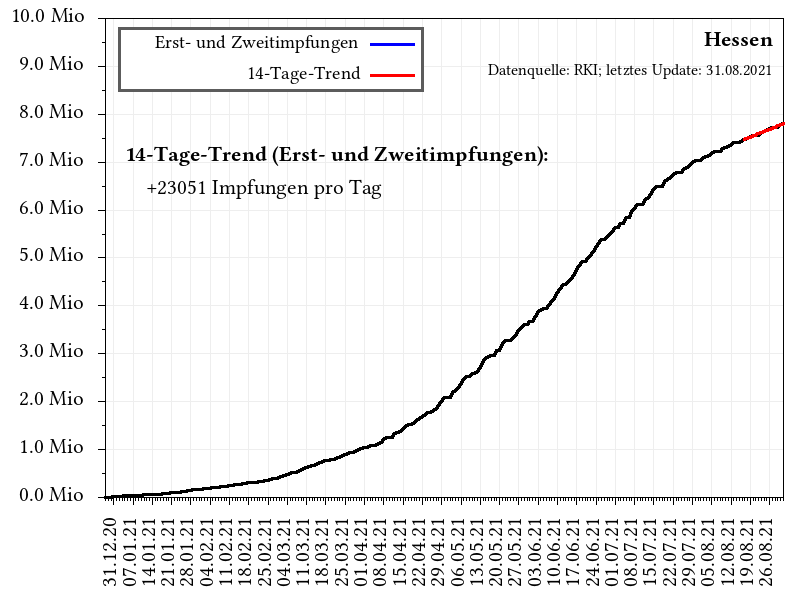 10.0 Mio
9.0 Mio
8.0 Mio
7.0 Mio
6.0 Mio
5.0 Mio
4.0 Mio
3.0 Mio
2.0 Mio
1.0 Mio
0.0 Mio
Erst- und Zweitimpfungen
14-Tage-Trend
Hessen
Datenquelle: RKI; letztes Update: 31.08.2021
14-Tage-Trend (Erst- und Zweitimpfungen):
+23051 Impfungen pro Tag
31.12.20
07.01.21
14.01.21
21.01.21
28.01.21
04.02.21
11.02.21
18.02.21
25.02.21
04.03.21
11.03.21
18.03.21
25.03.21
01.04.21
08.04.21
15.04.21
22.04.21
29.04.21
06.05.21
13.05.21
20.05.21
27.05.21
03.06.21
10.06.21
17.06.21
24.06.21
01.07.21
08.07.21
15.07.21
22.07.21
29.07.21
05.08.21
12.08.21
19.08.21
26.08.21